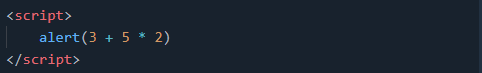 <script>
    alert(3 + 5 * 2)
</script>